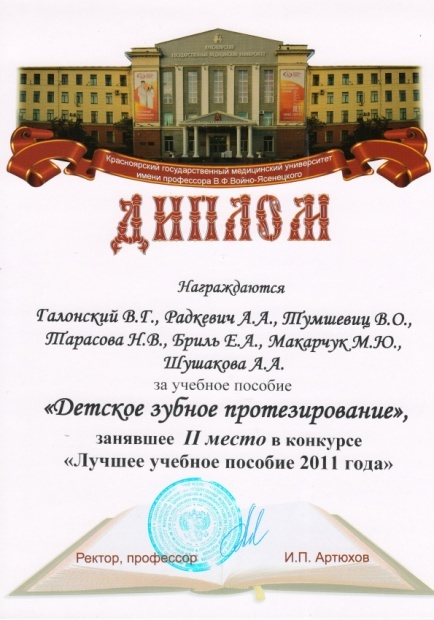 Красноярский государственный медицинский университет
имени профессора В.Ф.Войно-Ясенецкого
ДИПЛОМ
Награждаются
Галонский В.Г., Радкевич А.А., Тумшевиц В.О.,
Тарасова Н.В., Бриль Е.А., Макарчук М.Ю.,
Шушакова А.А.
за учебное пособие
«Детское зубное протезирование»,
занявшее II место в конкурсе
«Лучшее учебное пособие 2011 года»
Ректор, профессор И.П. Артюхов